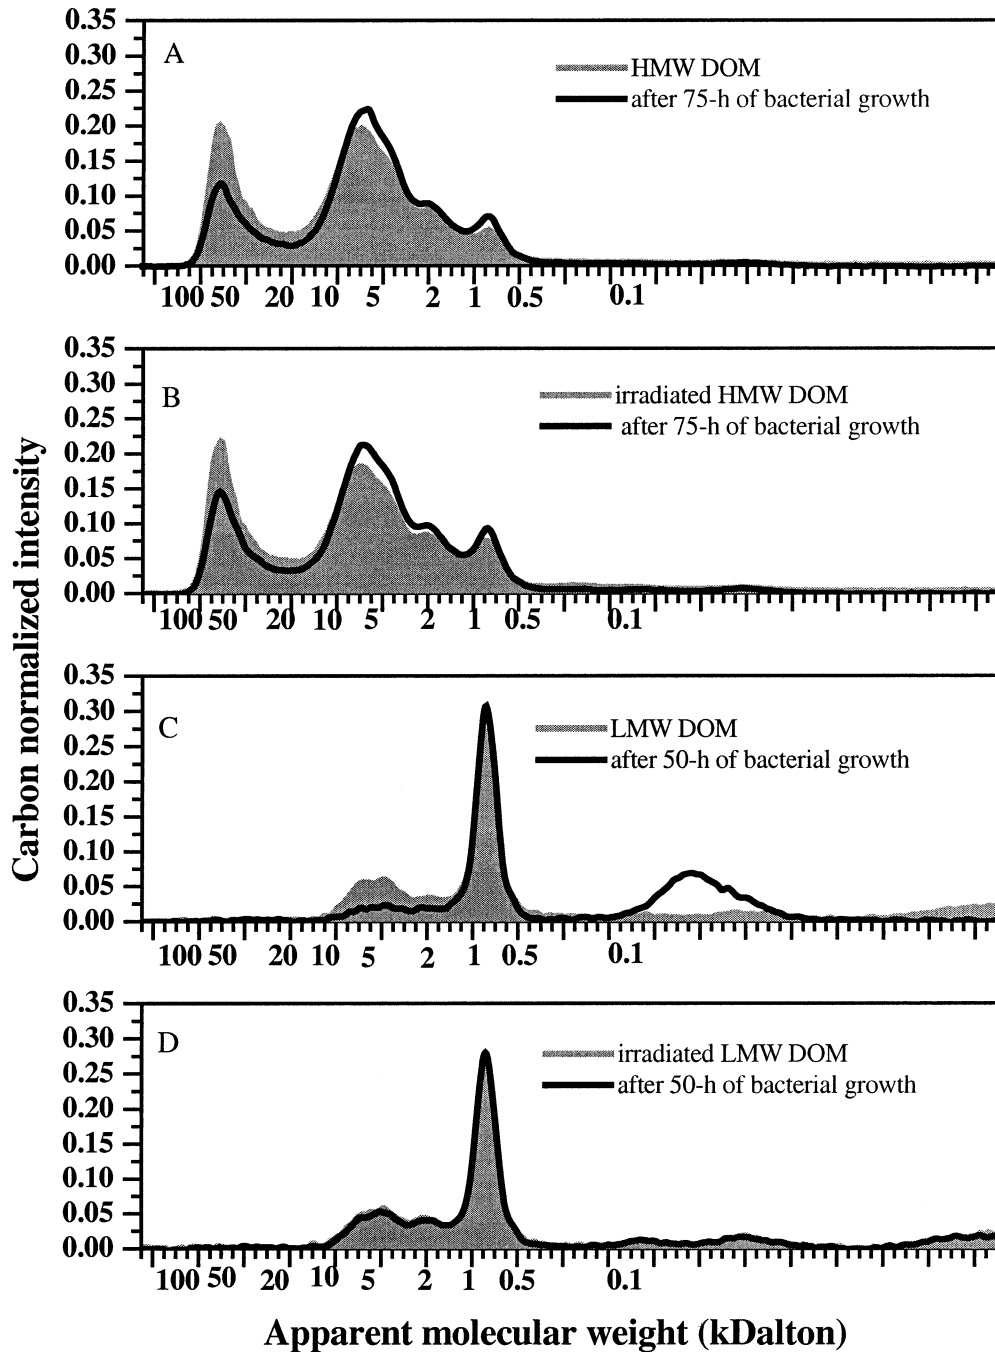 0.35
0.30
0.25
0.20
0.15
0.10
0.05
0.00
A
HMW DOM
after 75-h of bacterial growth
100 50 20 10 5 2 1 0.5 0.1
0.35
0.30
0.25
0.20
0.15
0.10
0.05
0.00
B
irradiated HMW DOM
after 75-h of bacterial growth
100 50 20 10 5 2 1 0.5 0.1
Carbon normalized intensity
0.35
0.30
0.25
0.20
0.15
0.10
0.05
0.00
C
LMW DOM
after 50-h of bacterial growth
100 50 20 10 5 2 1 0.5 0.1
0.35
0.30
0.25
0.20
0.15
0.10
0.05
0.00
D
irradiated LMW DOM
after 50-h of bacterial growth
100 50 20 10 5 2 1 0.5 0.1
Apparent molecular weight (kDalton)